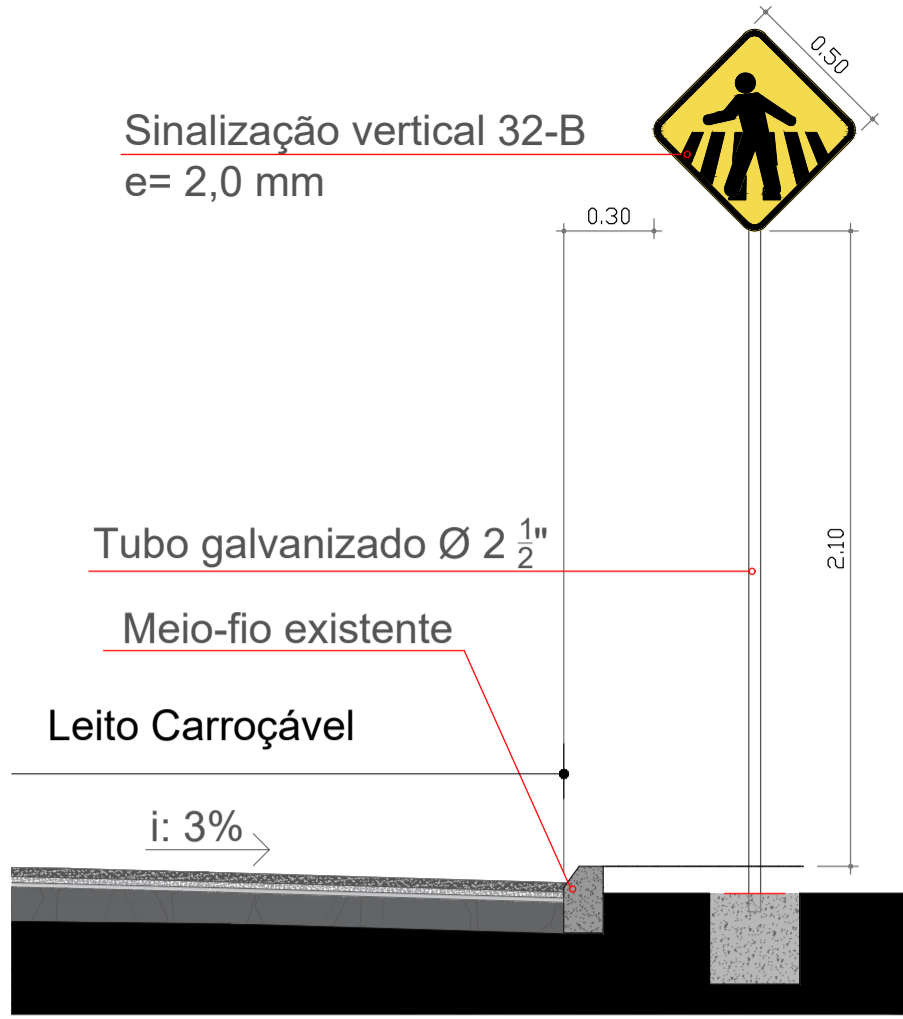 0.50
Sinalização vertical 32-B
e= 2,0 mm
0.30
2.10
Tubo galvanizado Ø 2 1/2"
Meio-fio existente
Leito Carroçável
i: 3%